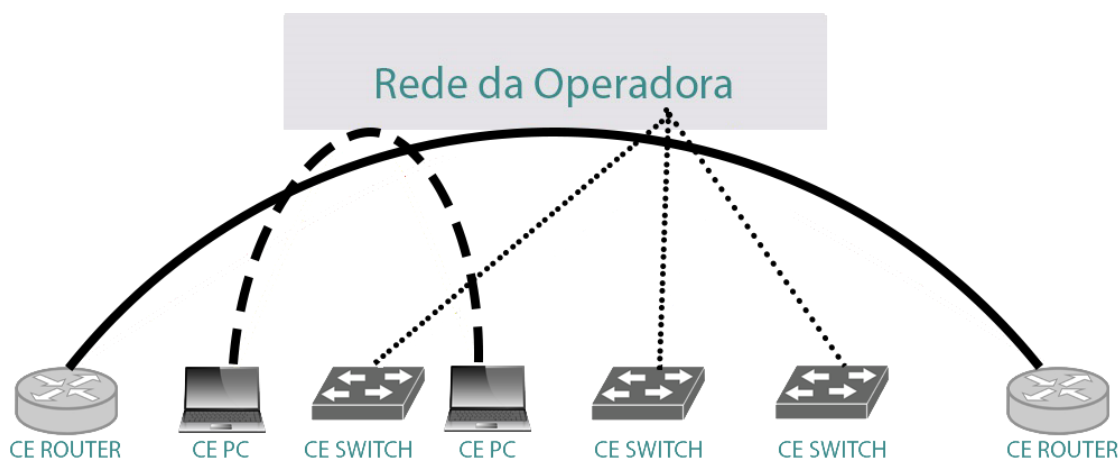 Rede da Operadora
CE ROUTER
CE PC
CE SWITCH
CE PC
CE SWITCH
CE SWITCH
CE ROUTER